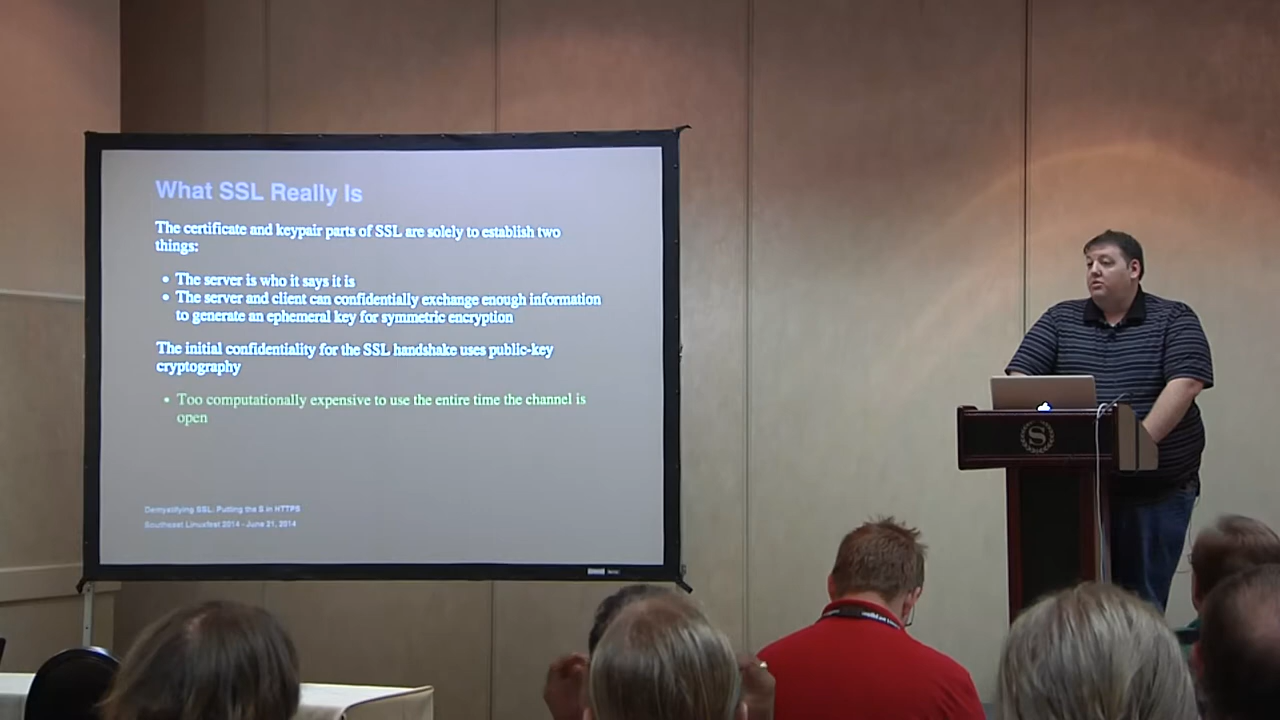 What SSL Really Is
The certificate and keypair parts of SSL are solely to establish two
things:
• The server is who it says it is
• The server and client can confidentially exchange enough information
to generate an ephemeral key for symmetric encryption
The initial confidentiality for the SSL handshake uses public-key
cryptography
• Too computationally expensive to use the entire time the channel is
open
Demystifying SSL: Putting the S in HTTPS
Southeast Linuxfest 2014 - June 21, 2014
S